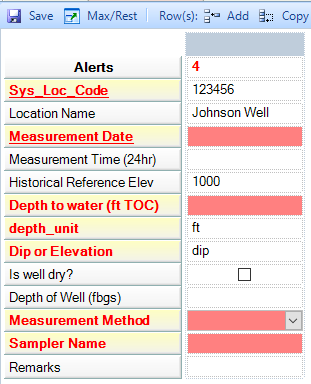 Save Max/Rest Row(s): Add Copy
Alerts 4
Sys_Loc_Code 123456
Location Name Johnson Well
Measurement Date
Measurement Time (24hr)
Historical Reference Elev 1000
Depth to water (ft TOC)
depth_unit ft
Dip or Elevation dip
Is well dry?
Depth of Well (fbgs)
Measurement Method
Sampler Name
Remarks